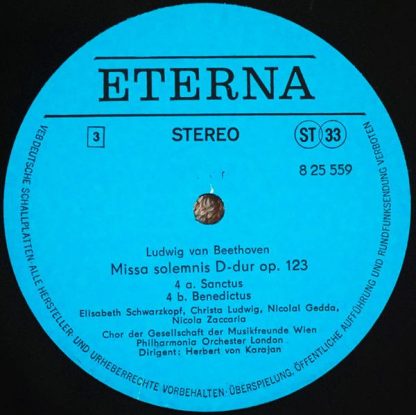 ETERNA
3
STEREO
ST 33
8 25 559
Ludwig van Beethoven
Missa solemnis D-dur op. 123
4 a. Sanctus
4 b. Benedictus
Elisabeth Schwarzkopf, Christa Ludwig, Nicolai Gedda,
Nicola Zaccaria
Chor der Gesellschaft der Musikfreunde Wien
Philharmonia Orchester London
Dirigent: Herbert von Karajan
VEB DEUTSCHE SCHALLPLATTEN · ALLE HERSTELLER- UND URHEBERRECHTE VORBEHALTEN · ÜBERSPIELUNG, ÖFFENTLICHE AUFFÜHRUNG UND RUNDFUNKSENDUNG VERBOTEN